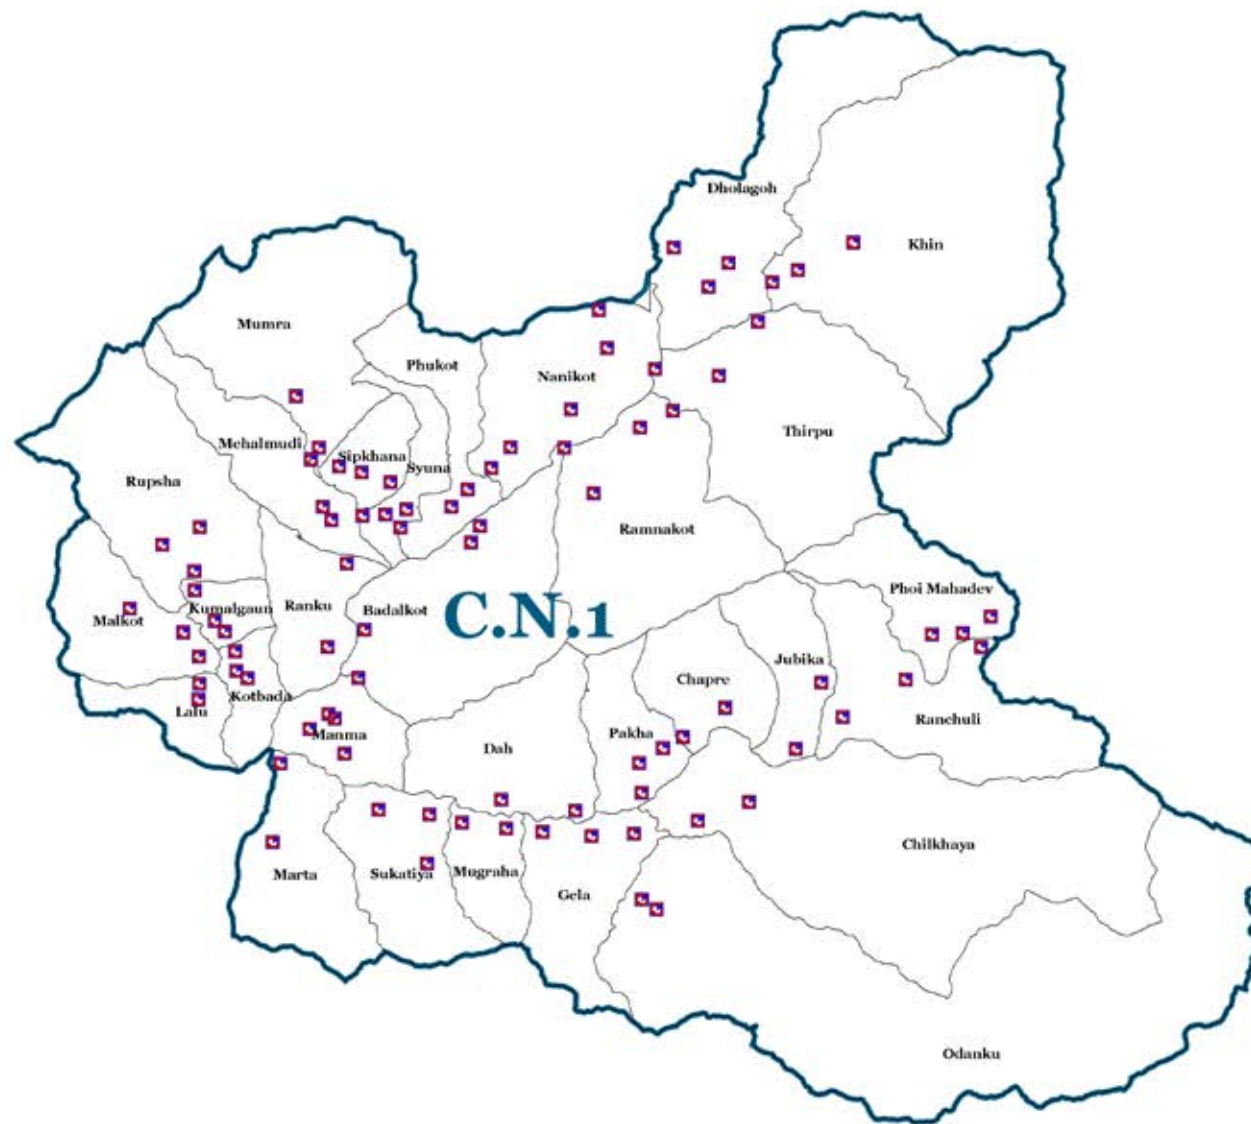 Dholagoh
Khin
Mumra
Phukot
Nanikot
Thirpu
Mehalmudi
Sipkhana
Syuna
Rupsha
Ramnakot
Phoi Mahadev
Kumalgaun
Ranku
Badalkot
C.N.1
Malkot
Jubika
Chapre
Kotbada
Lalu
Ranchuli
Manma
Dah
Pakha
Chilkhaya
Marta
Sukatiya
Mugraha
Gela
Odanku